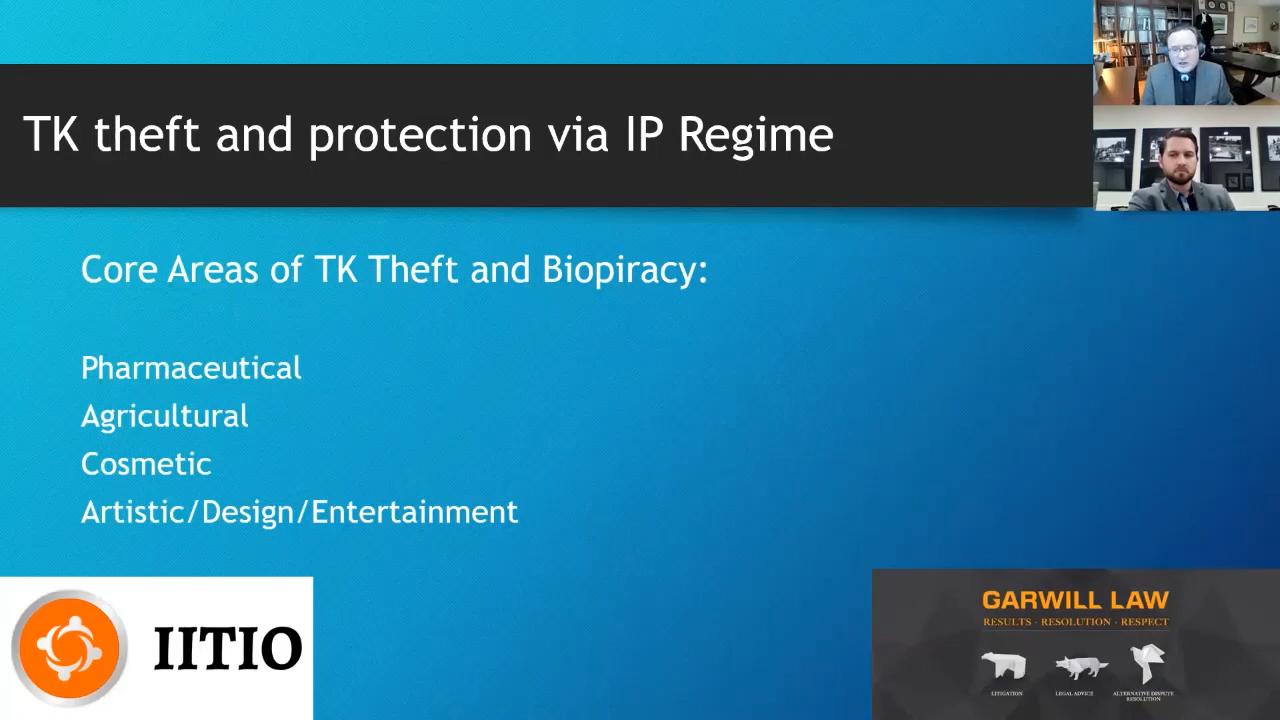 TK theft and protection via IP Regime
Core Areas of TK Theft and Biopiracy:
Pharmaceutical
Agricultural
Cosmetic
Artistic/Design/Entertainment
IITIO
GARWILL LAW
RESULTS · RESOLUTION · RESPECT
LITIGATION
LEGAL ADVICE
ALTERNATIVE DISPUTE
RESOLUTION